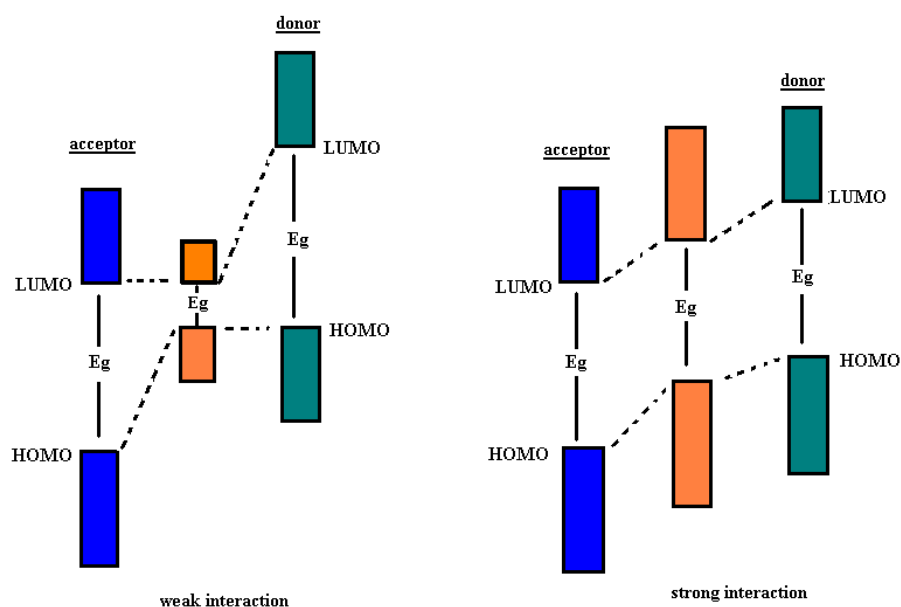 donor
acceptor
LUMO
Eg
LUMO
Eg
HOMO
Eg
HOMO
weak interaction
donor
acceptor
LUMO
Eg
LUMO
Eg
Eg
HOMO
HOMO
strong interaction